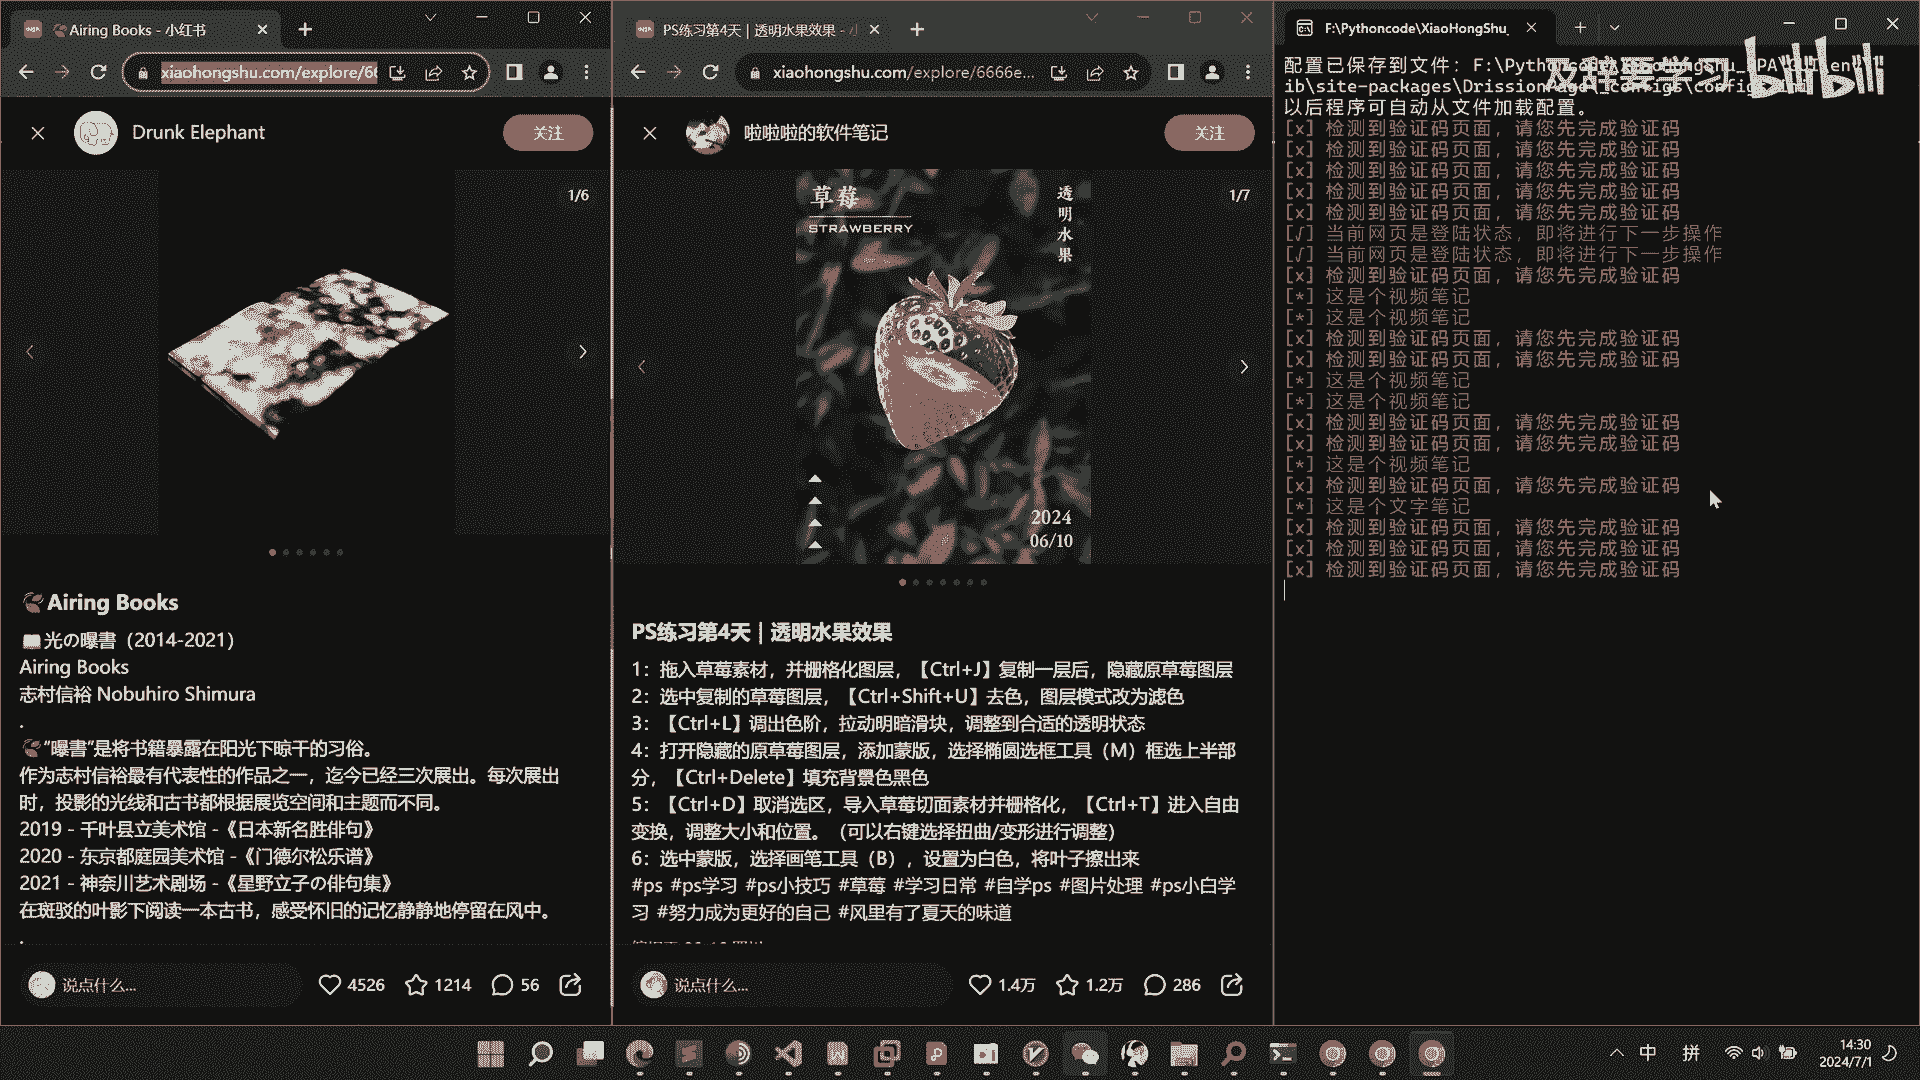 Airing Books - 小红书
xiaohongshu.com/explore/66
Drunk Elephant
关注
1/6
Airing Books
光の曝書（2014-2021）
Airing Books
志村信裕 Nobuhiro Shimura
.
“曝書”是将书籍暴露在阳光下晾干的习俗。
作为志村信裕最有代表性的作品之一，迄今已经三次展出。每次展出
时，投影的光线和古书都根据展览空间和主题而不同。
2019 - 千叶县立美术馆 -《日本新名胜俳句》
2020 - 东京都庭园美术馆 -《门德尔松乐谱》
2021 - 神奈川艺术剧场 -《星野立子の俳句集》
在斑驳的叶影下阅读一本古书，感受怀旧的记忆静静地停留在风中。
.
说点什么...
4526
1214
56
PS练习第4天 | 透明水果效果 -
xiaohongshu.com/explore/6666e...
啦啦啦的软件笔记
关注
草莓
STRAWBERRY
透明水果
1/7
2024
06/10
PS练习第4天 | 透明水果效果
1：拖入草莓素材，并栅格化图层，【Ctrl+J】复制一层后，隐藏原草莓图层
2：选中复制的草莓图层，【Ctrl+Shift+U】去色，图层模式改为滤色
3：【Ctrl+L】调出色阶，拉动明暗滑块，调整到合适的透明状态
4：打开隐藏的原草莓图层，添加蒙版，选择椭圆选框工具（M）框选上半部
分，【Ctrl+Delete】填充背景色黑色
5：【Ctrl+D】取消选区，导入草莓切面素材并栅格化，【Ctrl+T】进入自由
变换，调整大小和位置。（可以右键选择扭曲/变形进行调整）
6：选中蒙版，选择画笔工具（B），设置为白色，将叶子擦出来
#ps #ps学习 #ps小技巧 #草莓 #学习日常 #自学ps #图片处理 #ps小白学
习 #努力成为更好的自己 #风里有了夏天的味道
说点什么...
1.4万
1.2万
286
F:\Pythoncode\XiaoHongShu_
配置已保存到文件：F:\Pythoncode\XiaoHongShu_
ib\site-packages\DrissionPage\_configs\config
以后程序可自动从文件加载配置。
[x] 检测到验证码页面，请您先完成验证码
[x] 检测到验证码页面，请您先完成验证码
[x] 检测到验证码页面，请您先完成验证码
[x] 检测到验证码页面，请您先完成验证码
[x] 检测到验证码页面，请您先完成验证码
[√] 当前网页是登陆状态，即将进行下一步操作
[√] 当前网页是登陆状态，即将进行下一步操作
[x] 检测到验证码页面，请您先完成验证码
[*] 这是个视频笔记
[*] 这是个视频笔记
[x] 检测到验证码页面，请您先完成验证码
[x] 检测到验证码页面，请您先完成验证码
[*] 这是个视频笔记
[*] 这是个视频笔记
[x] 检测到验证码页面，请您先完成验证码
[x] 检测到验证码页面，请您先完成验证码
[*] 这是个视频笔记
[x] 检测到验证码页面，请您先完成验证码
[*] 这是个文字笔记
[x] 检测到验证码页面，请您先完成验证码
[x] 检测到验证码页面，请您先完成验证码
[x] 检测到验证码页面，请您先完成验证码
及辞要学习 bilibili
中
拼
14:30
2024/7/1